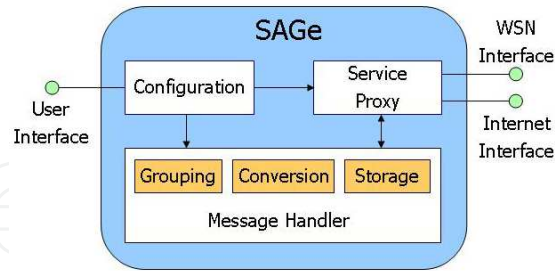 SAGe
WSN
Interface
Configuration
Service
Proxy
User
Interface
Internet
Interface
Grouping
Conversion
Storage
Message Handler